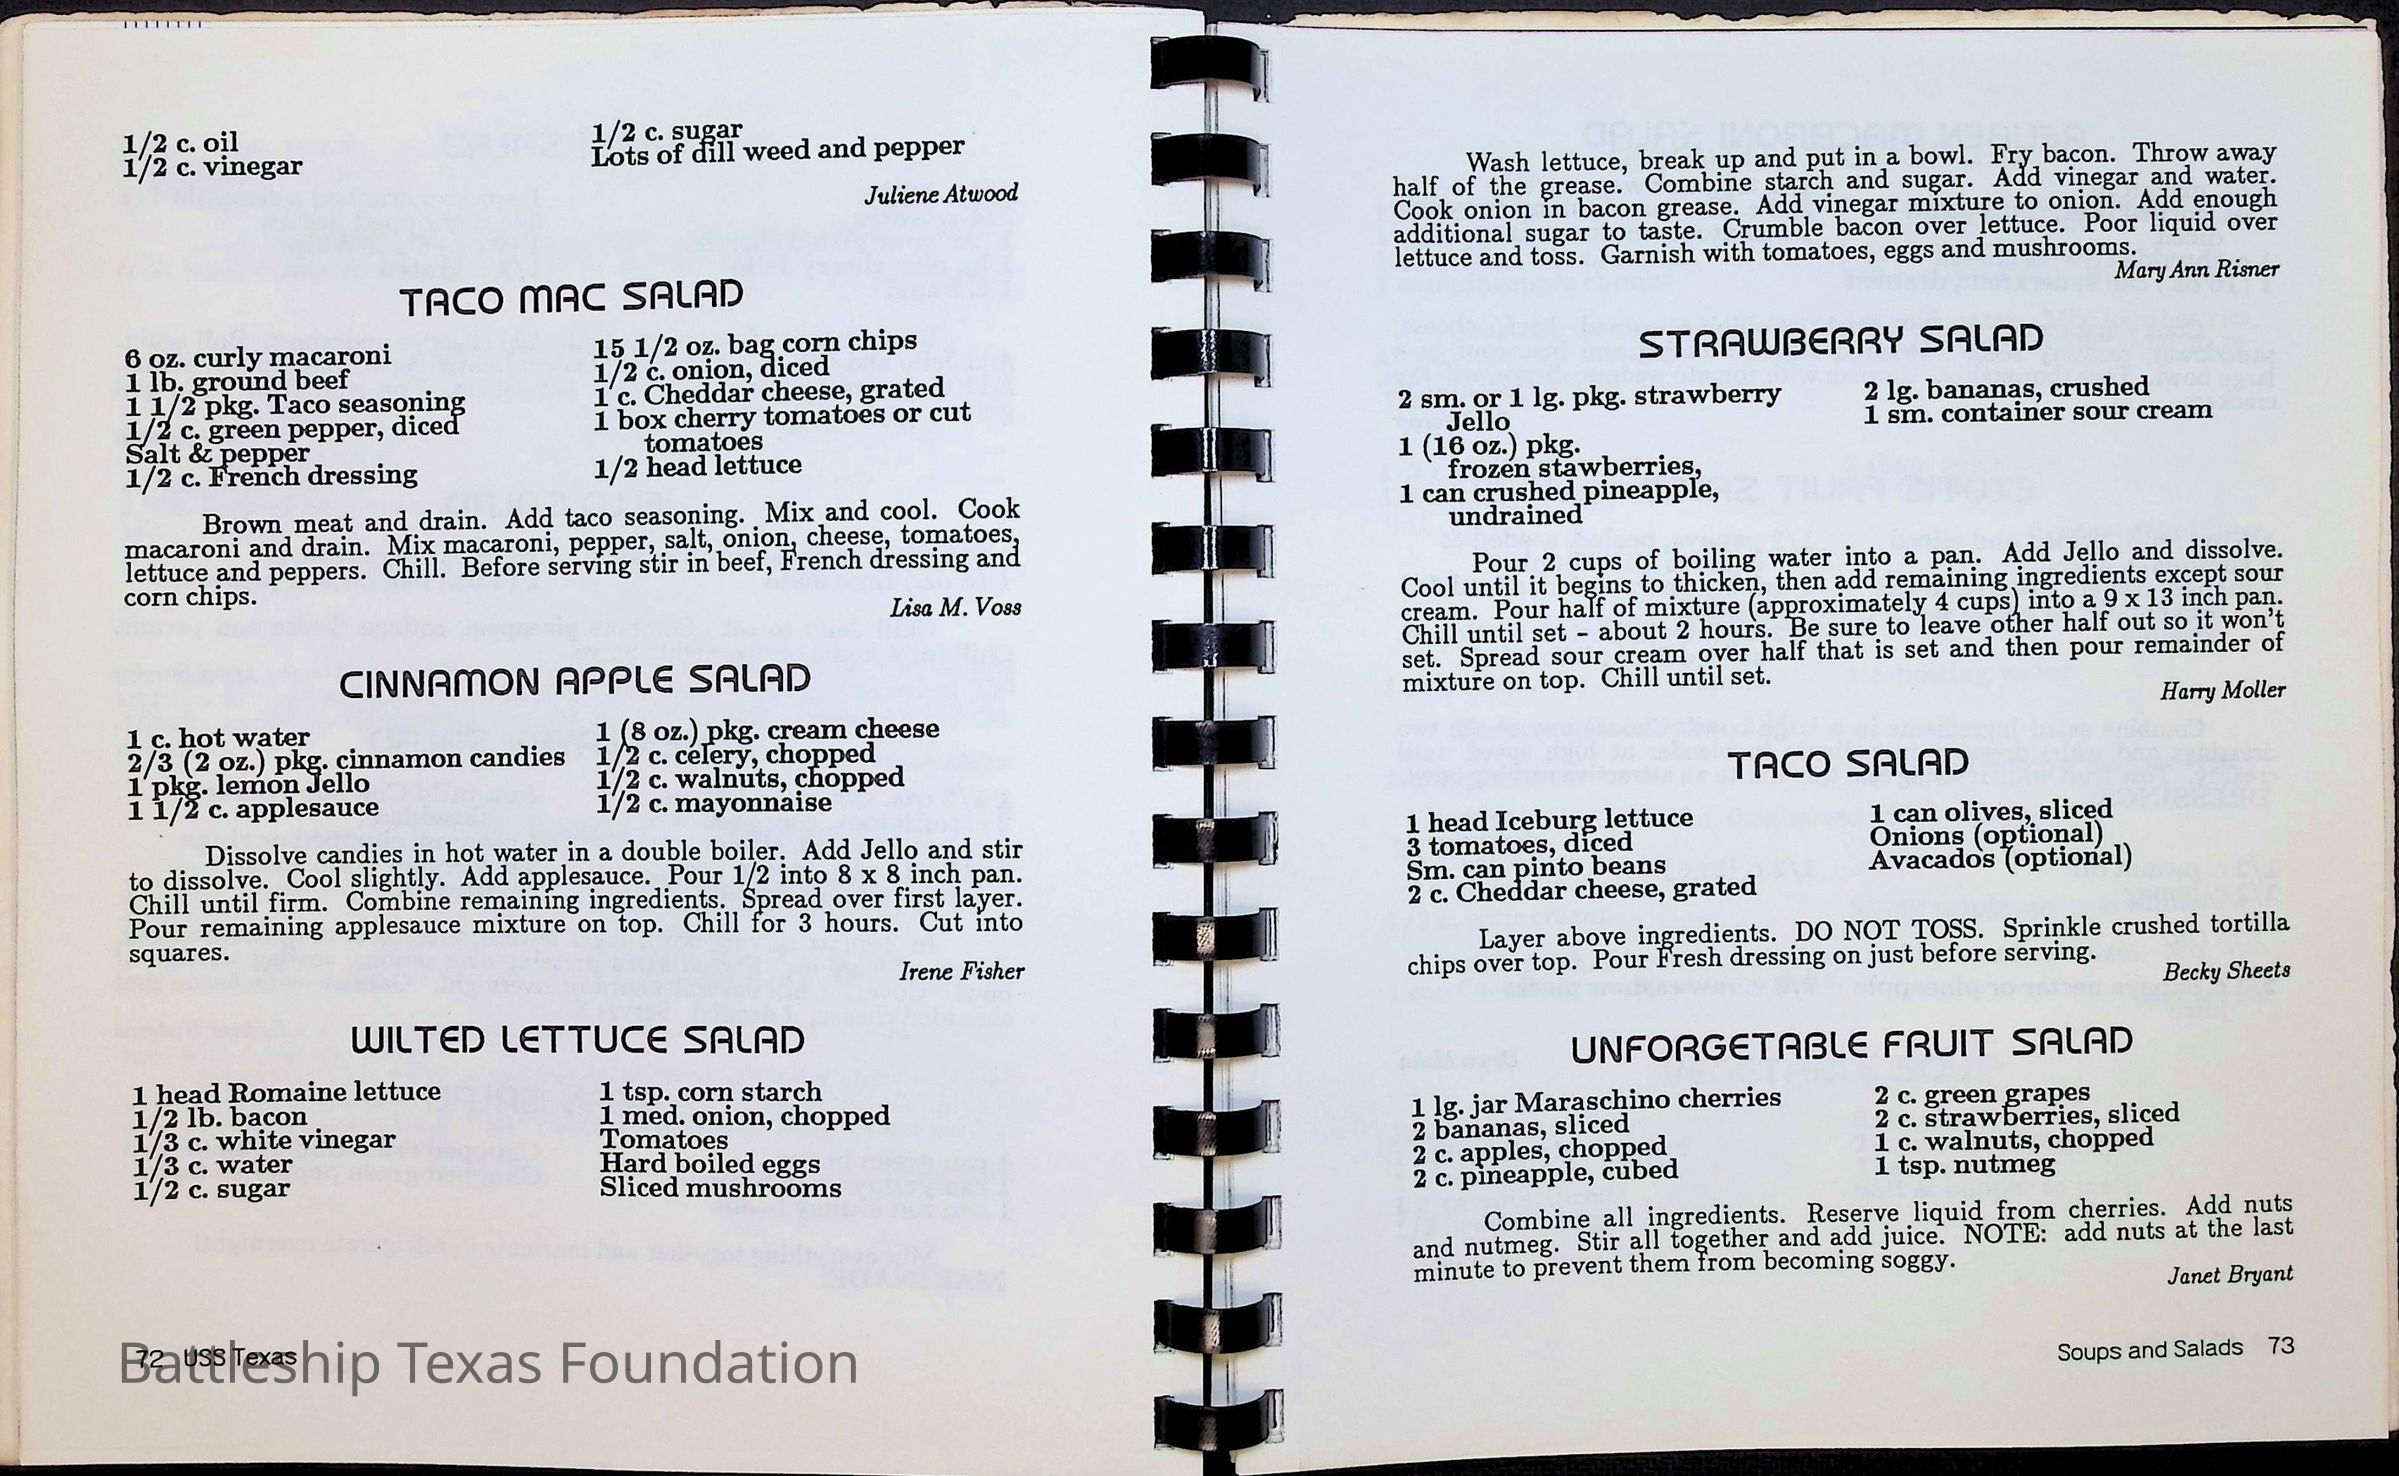 1/2 c. oil
1/2 c. vinegar
1/2 c. sugar
Lots of dill weed and pepper
Juliene Atwood
TACO MAC SALAD
6 oz. curly macaroni
1 lb. ground beef
1 1/2 pkg. Taco seasoning
1/2 c. green pepper, diced
Salt & pepper
1/2 c. French dressing
15 1/2 oz. bag corn chips
1/2 c. onion, diced
1 c. Cheddar cheese, grated
1 box cherry tomatoes or cut
tomatoes
1/2 head lettuce
Brown meat and drain. Add taco seasoning. Mix and cool. Cook
macaroni and drain. Mix macaroni, pepper, salt, onion, cheese, tomatoes,
lettuce and peppers. Chill. Before serving stir in beef, French dressing and
corn chips.
Lisa M. Voss
CINNAMON APPLE SALAD
1 c. hot water
2/3 (2 oz.) pkg. cinnamon candies
1 pkg. lemon Jello
1 1/2 c. applesauce
1 (8 oz.) pkg. cream cheese
1/2 c. celery, chopped
1/2 c. walnuts, chopped
1/2 c. mayonnaise
Dissolve candies in hot water in a double boiler. Add Jello and stir
to dissolve. Cool slightly. Add applesauce. Pour 1/2 into 8 x 8 inch pan.
Chill until firm. Combine remaining ingredients. Spread over first layer.
Pour remaining applesauce mixture on top. Chill for 3 hours. Cut into
squares.
Irene Fisher
WILTED LETTUCE SALAD
1 head Romaine lettuce
1/2 lb. bacon
1/3 c. white vinegar
1/3 c. water
1/2 c. sugar
1 tsp. corn starch
1 med. onion, chopped
Tomatoes
Hard boiled eggs
Sliced mushrooms
72 USS Texas
Battleship Texas Foundation
Wash lettuce, break up and put in a bowl. Fry bacon. Throw away
half of the grease. Combine starch and sugar. Add vinegar and water.
Cook onion in bacon grease. Add vinegar mixture to onion. Add enough
additional sugar to taste. Crumble bacon over lettuce. Poor liquid over
lettuce and toss. Garnish with tomatoes, eggs and mushrooms.
Mary Ann Risner
STRAWBERRY SALAD
2 sm. or 1 lg. pkg. strawberry
Jello
1 (16 oz.) pkg.
frozen stawberries,
1 can crushed pineapple,
undrained
2 lg. bananas, crushed
1 sm. container sour cream
Pour 2 cups of boiling water into a pan. Add Jello and dissolve.
Cool until it begins to thicken, then add remaining ingredients except sour
cream. Pour half of mixture (approximately 4 cups) into a 9 x 13 inch pan.
Chill until set - about 2 hours. Be sure to leave other half out so it won't
set. Spread sour cream over half that is set and then pour remainder of
mixture on top. Chill until set.
Harry Moller
TACO SALAD
1 head Iceburg lettuce
3 tomatoes, diced
Sm. can pinto beans
2 c. Cheddar cheese, grated
1 can olives, sliced
Onions (optional)
Avacados (optional)
Layer above ingredients. DO NOT TOSS. Sprinkle crushed tortilla
chips over top. Pour Fresh dressing on just before serving.
Becky Sheets
UNFORGETABLE FRUIT SALAD
1 lg. jar Maraschino cherries
2 bananas, sliced
2 c. apples, chopped
2 c. pineapple, cubed
2 c. green grapes
2 c. strawberries, sliced
1 c. walnuts, chopped
1 tsp. nutmeg
Combine all ingredients. Reserve liquid from cherries. Add nuts
and nutmeg. Stir all together and add juice. NOTE: add nuts at the last
minute to prevent them from becoming soggy.
Janet Bryant
Soups and Salads 73